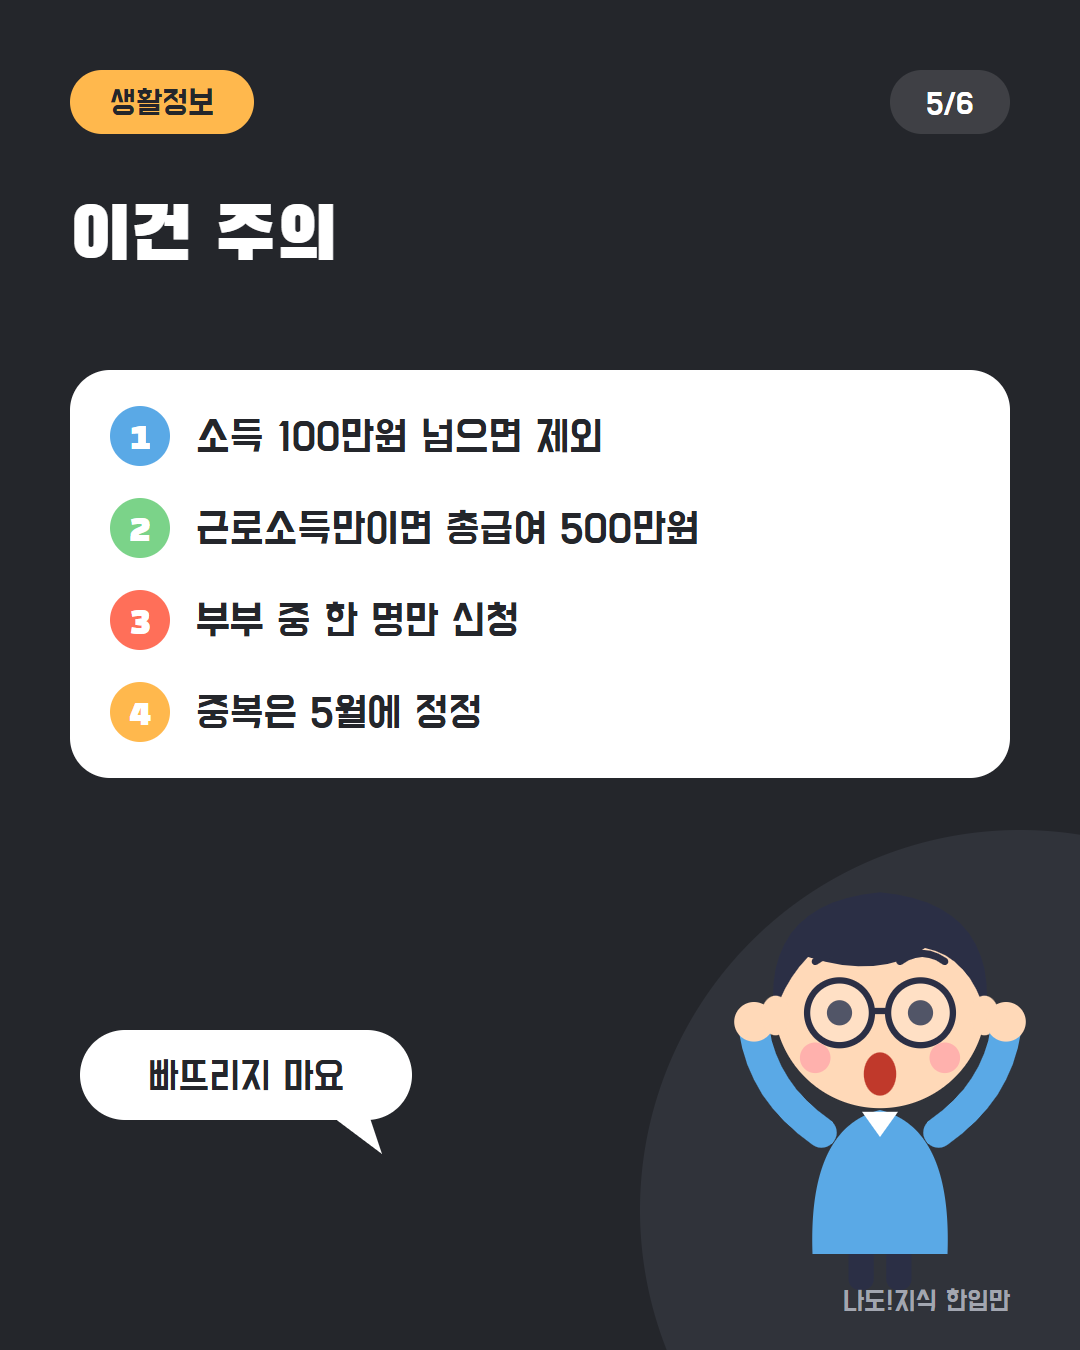 생활정보
5/6
이건 주의
1 소득 100만원 넘으면 제외
2 근로소득만이면 총급여 500만원
3 부부 중 한 명만 신청
4 중복은 5월에 정정
빠뜨리지 마요
나도!지식 한입만